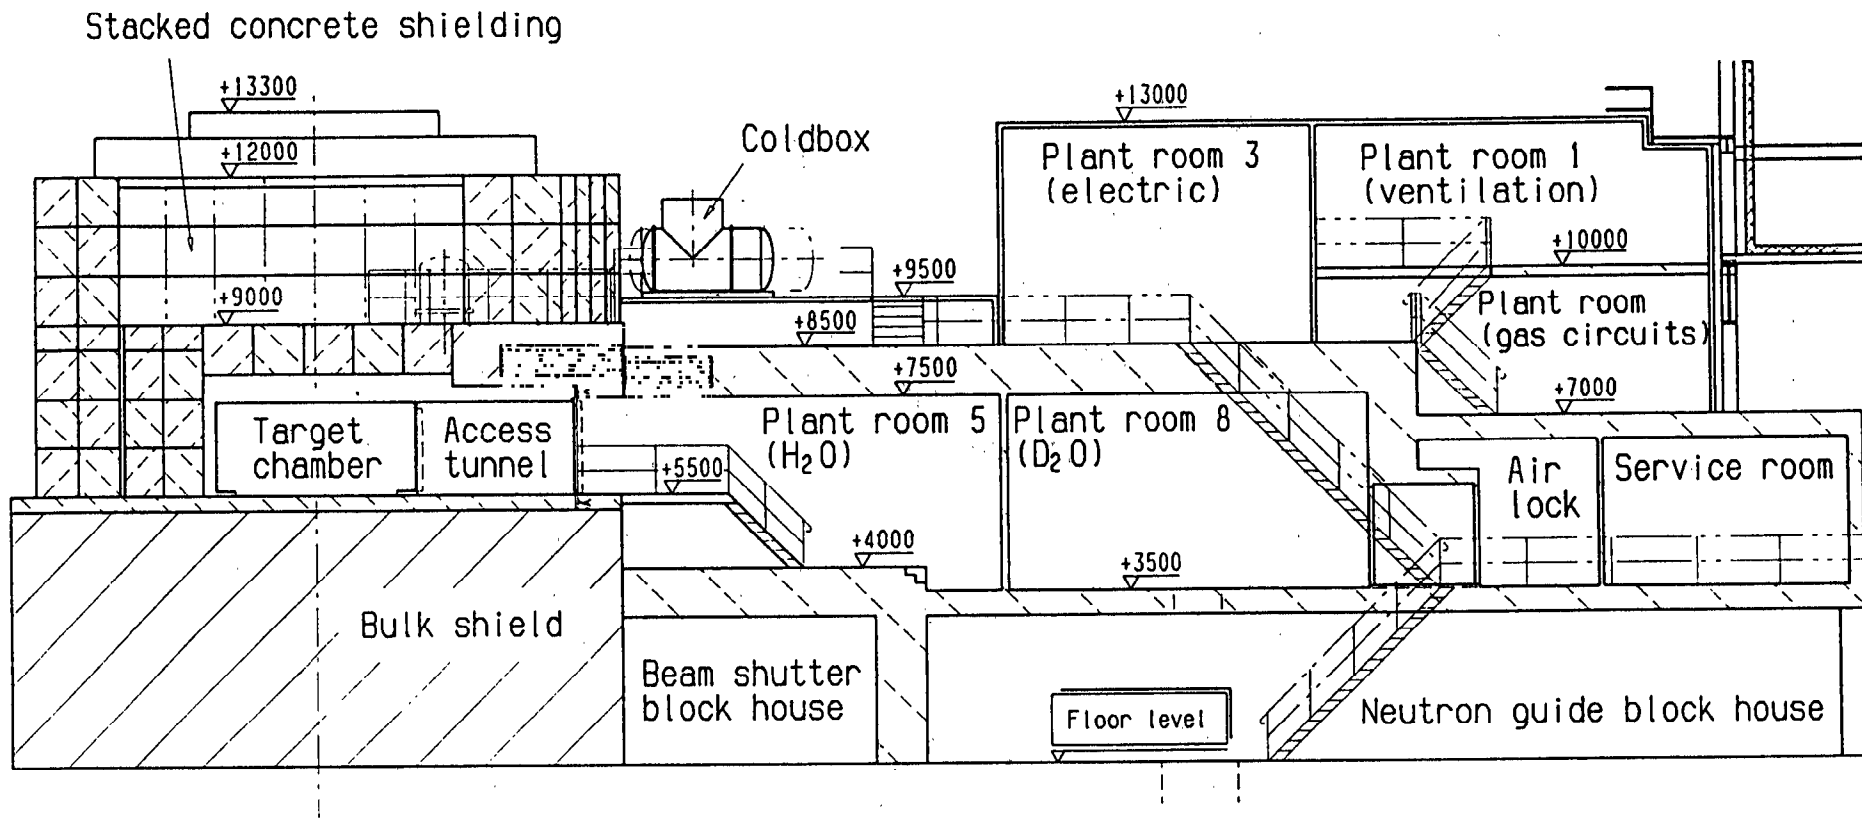 Stacked concrete shielding
+13300
+12000
+9000
Coldbox
+13000
Plant room 3
(electric)
Plant room 1
(ventilation)
+10000
+9500
+8500
Plant room
(gas circuits)
+7500
+7000
Target
chamber
Access
tunnel
+5500
Plant room 5
(H₂O)
Plant room 8
(D₂O)
Air
lock
Service room
+4000
+3500
Bulk shield
Beam shutter
block house
Floor level
Neutron guide block house